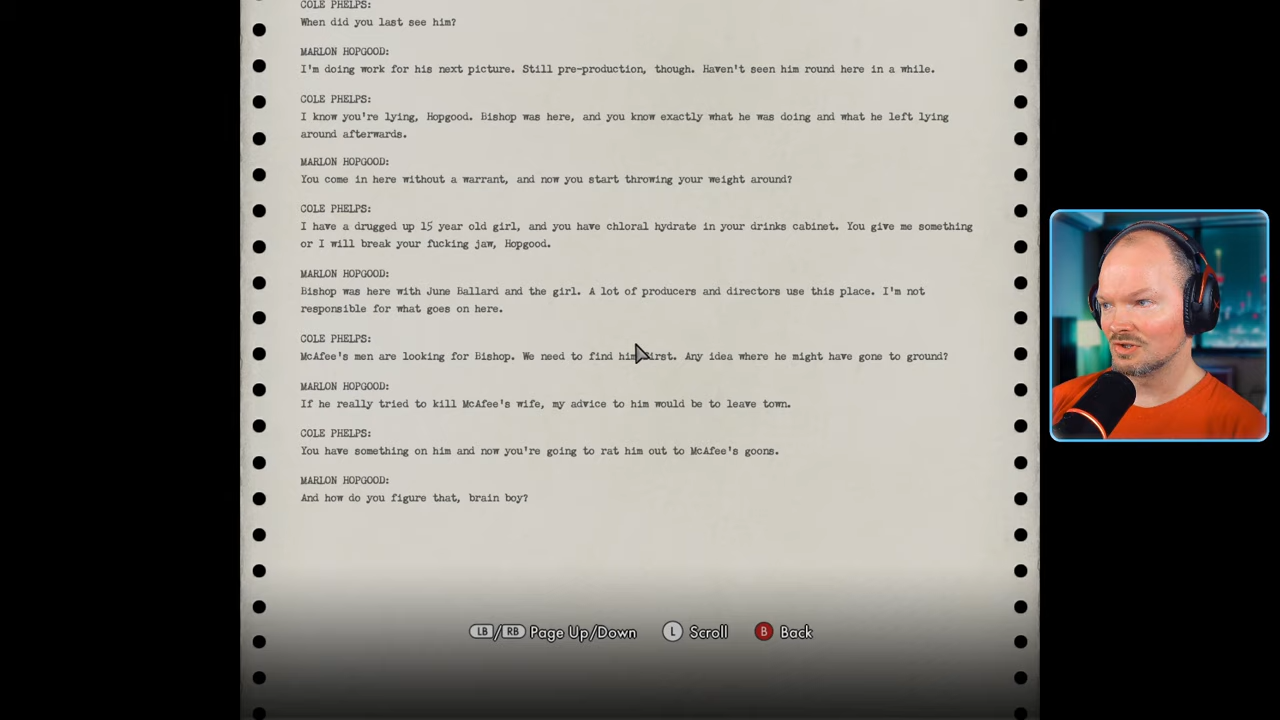 COLE PHELPS:
When did you last see him?
MARLON HOPGOOD:
I'm doing work for his next picture. Still pre-production, though. Haven't seen him round here in a while.
COLE PHELPS:
I know you're lying, Hopgood. Bishop was here, and you know exactly what he was doing and what he left lying
around afterwards.
MARLON HOPGOOD:
You come in here without a warrant, and now you start throwing your weight around?
COLE PHELPS:
I have a drugged up 15 year old girl, and you have chloral hydrate in your drinks cabinet. You give me something
or I will break your fucking jaw, Hopgood.
MARLON HOPGOOD:
Bishop was here with June Ballard and the girl. A lot of producers and directors use this place. I'm not
responsible for what goes on here.
COLE PHELPS:
McAfee's men are looking for Bishop. We need to find him first. Any idea where he might have gone to ground?
MARLON HOPGOOD:
If he really tried to kill McAfee's wife, my advice to him would be to leave town.
COLE PHELPS:
You have something on him and now you're going to rat him out to McAfee's goons.
MARLON HOPGOOD:
And how do you figure that, brain boy?
LB/RB Page Up/Down L Scroll B Back